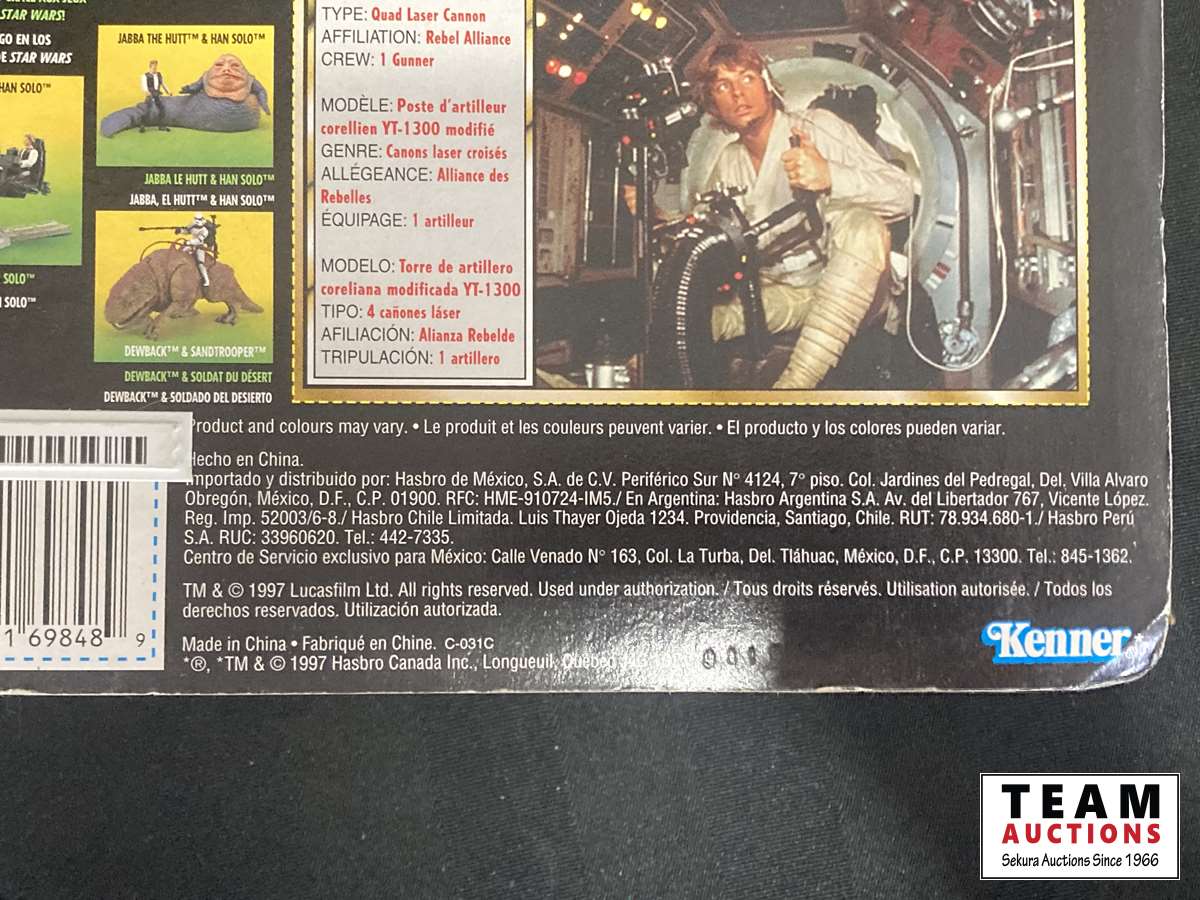 STAR WARS!
GO EN LOS
DE STAR WARS
HAN SOLO™
SOLO™
SOLO™
JABBA THE HUTT™ & HAN SOLO™
JABBA LE HUTT & HAN SOLO™
JABBA, EL HUTT™ & HAN SOLO™
DEWBACK™ & SANDTROOPER™
DEWBACK™ & SOLDAT DU DÉSERT
DEWBACK™ & SOLDADO DEL DESIERTO
TYPE: Quad Laser Cannon
AFFILIATION: Rebel Alliance
CREW: 1 Gunner
MODÈLE: Poste d'artilleur
corellien YT-1300 modifié
GENRE: Canons laser croisés
ALLÉGEANCE: Alliance des
Rebelles
ÉQUIPAGE: 1 artilleur
MODELO: Torre de artillero
coreliana modificada YT-1300
TIPO: 4 cañones láser
AFILIACIÓN: Alianza Rebelde
TRIPULACIÓN: 1 artillero
Product and colours may vary. • Le produit et les couleurs peuvent varier. • El producto y los colores pueden variar.
Hecho en China.
Importado y distribuido por: Hasbro de México, S.A. de C.V. Periférico Sur N° 4124, 7° piso. Col. Jardines del Pedregal, Del, Villa Alvaro
Obregón, México, D.F., C.P. 01900. RFC: HME-910724-IM5./ En Argentina: Hasbro Argentina S.A. Av. del Libertador 767, Vicente López.
Reg. Imp. 52003/6-8./ Hasbro Chile Limitada. Luis Thayer Ojeda 1234. Providencia, Santiago, Chile. RUT: 78.934.680-1./ Hasbro Perú
S.A. RUC: 33960620. Tel.: 442-7335.
Centro de Servicio exclusivo para México: Calle Venado N° 163, Col. La Turba, Del. Tláhuac, México, D.F., C.P. 13300. Tel.: 845-1362.
TM & © 1997 Lucasfilm Ltd. All rights reserved. Used under authorization. / Tous droits réservés. Utilisation autorisée. / Todos los
derechos reservados. Utilización autorizada.
Made in China • Fabriqué en Chine. C-031C
*®, *TM & © 1997 Hasbro Canada Inc., Longueuil, Québec
1 69848 9
Kenner
TEAM
AUCTIONS
Sekura Auctions Since 1966